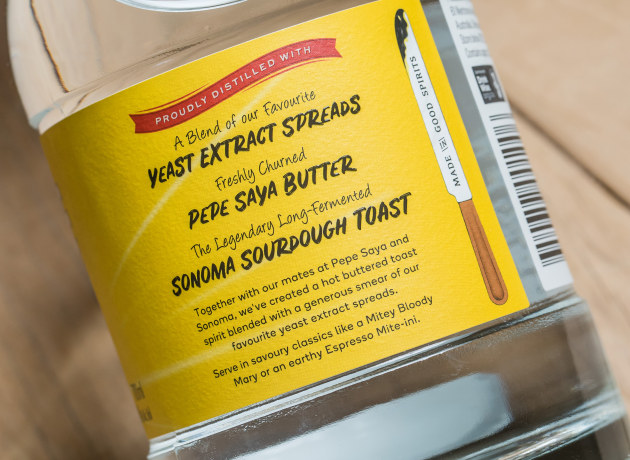 PROUDLY DISTILLED WITH
A Blend of our Favourite
YEAST EXTRACT SPREADS
Freshly Churned
PEPE SAYA BUTTER
The Legendary Long-Fermented
SONOMA SOURDOUGH TOAST
Together with our mates at Pepe Saya and
Sonoma, we've created a hot buttered toast
spirit blended with a generous smear of our
favourite yeast extract spreads.
Serve in savoury classics like a Mitey Bloody
Mary or an earthy Espresso Mite-ini.
MADE BY GOOD SPIRITS